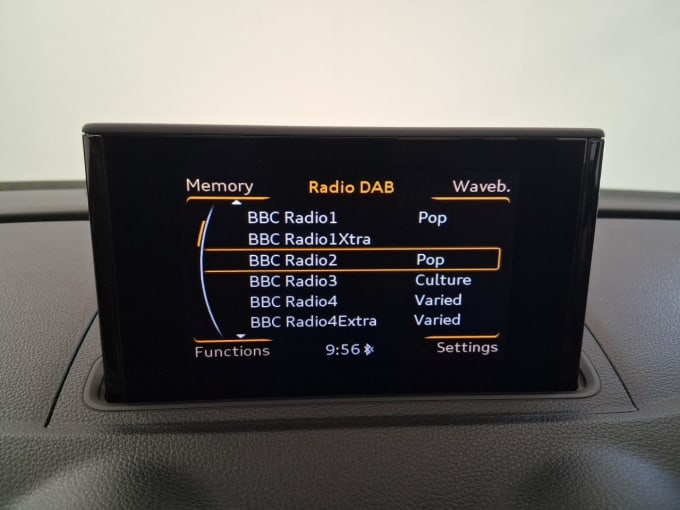 Memory Radio DAB Waveb.
BBC Radio1 Pop
BBC Radio1Xtra
BBC Radio2 Pop
BBC Radio3 Culture
BBC Radio4 Varied
BBC Radio4Extra Varied
Functions 9:56 Settings